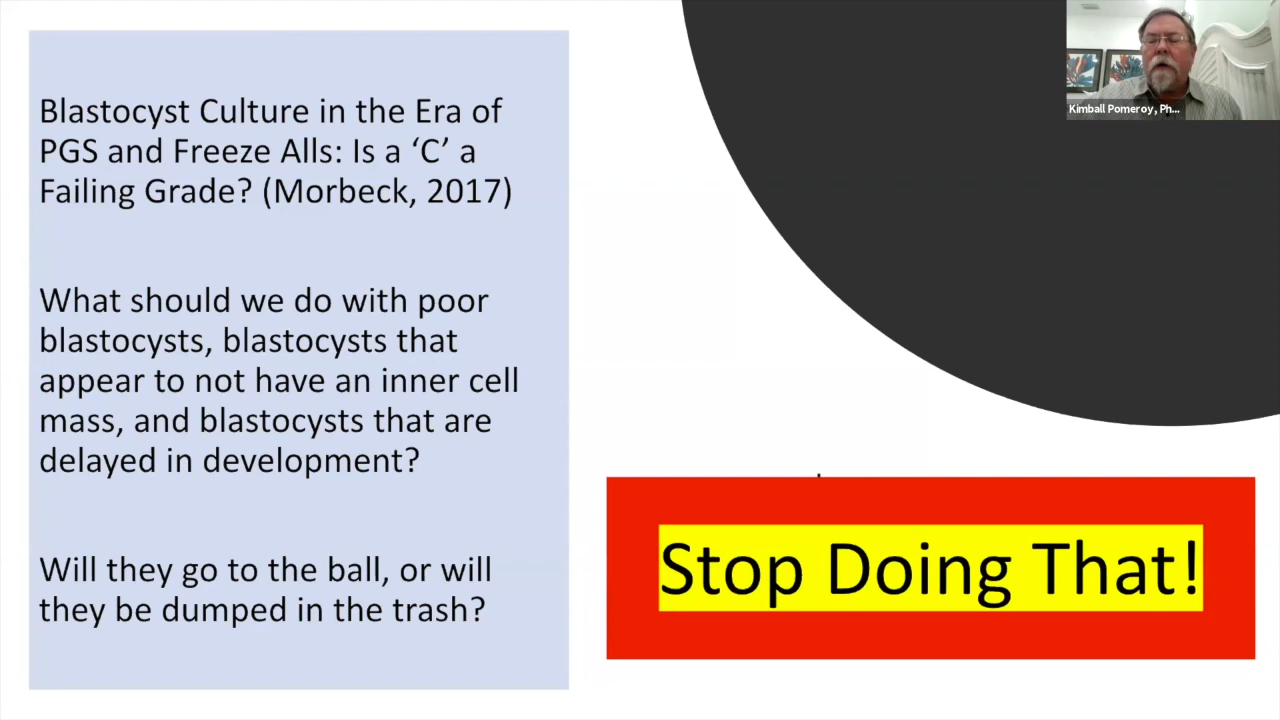 Blastocyst Culture in the Era of
PGS and Freeze Alls: Is a ‘C’ a
Failing Grade? (Morbeck, 2017)
What should we do with poor
blastocysts, blastocysts that
appear to not have an inner cell
mass, and blastocysts that are
delayed in development?
Will they go to the ball, or will
they be dumped in the trash?
Kimball Pomeroy, Ph...
Stop Doing That!